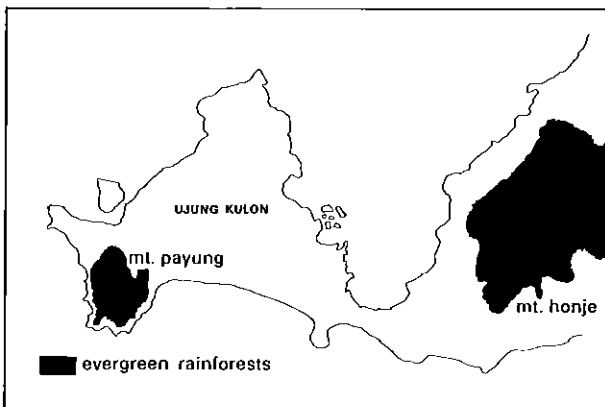 UJUNG KULON
mt. payung
mt. honje
evergreen rainforests